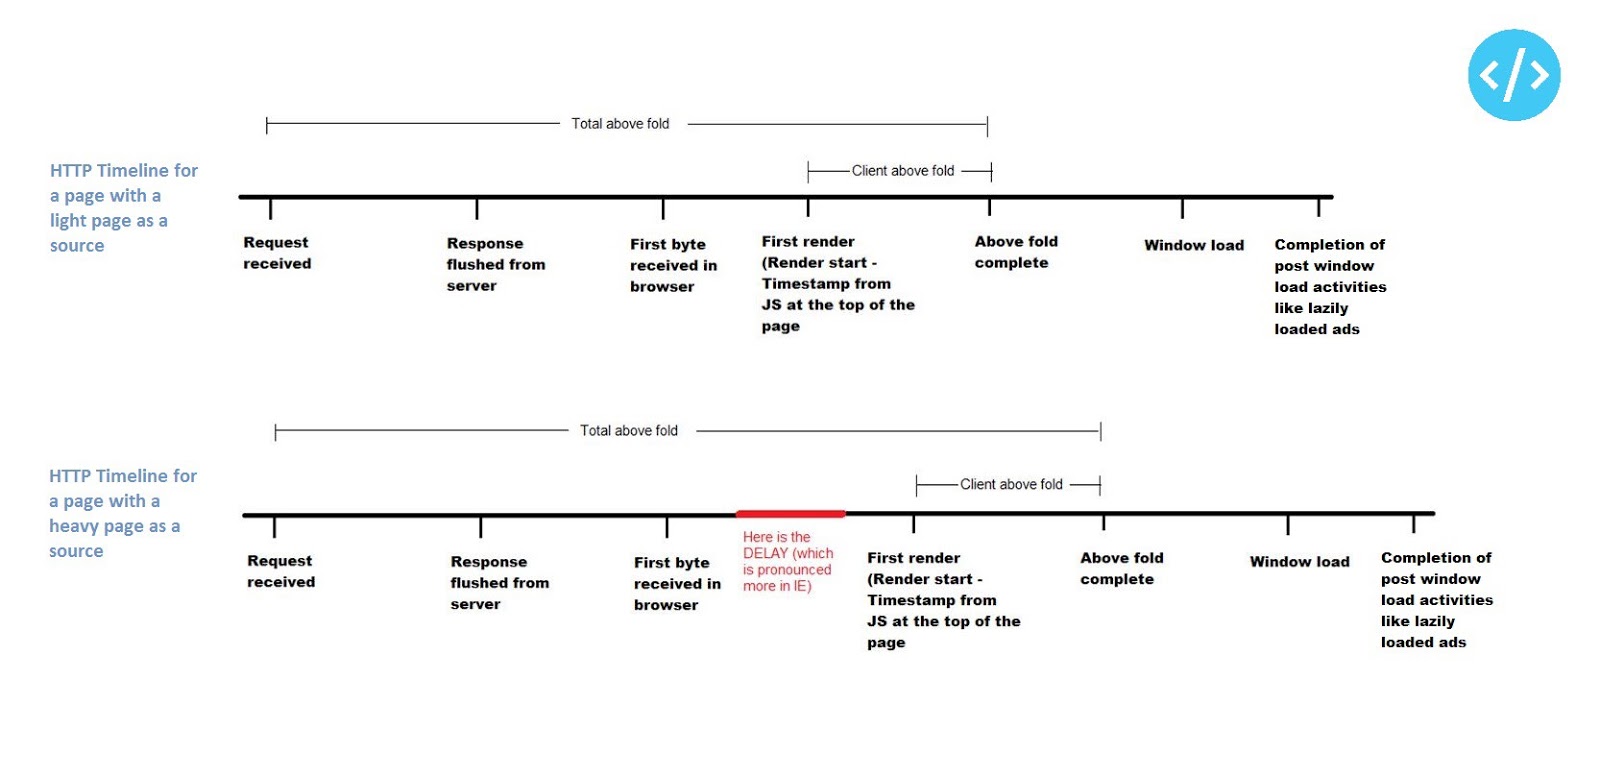 Total above fold
HTTP Timeline for
a page with a
light page as a
source
Client above fold
Request
received
Response
flushed from
server
First byte
received in
browser
First render
(Render start -
Timestamp from
JS at the top of the
page
Above fold
complete
Window load
Completion of
post window
load activities
like lazily
loaded ads
Total above fold
HTTP Timeline for
a page with a
heavy page as a
source
Client above fold
Request
received
Response
flushed from
server
First byte
received in
browser
Here is the
DELAY (which
is pronounced
more in IE)
First render
(Render start -
Timestamp from
JS at the top of the
page
Above fold
complete
Window load
Completion of
post window
load activities
like lazily
loaded ads